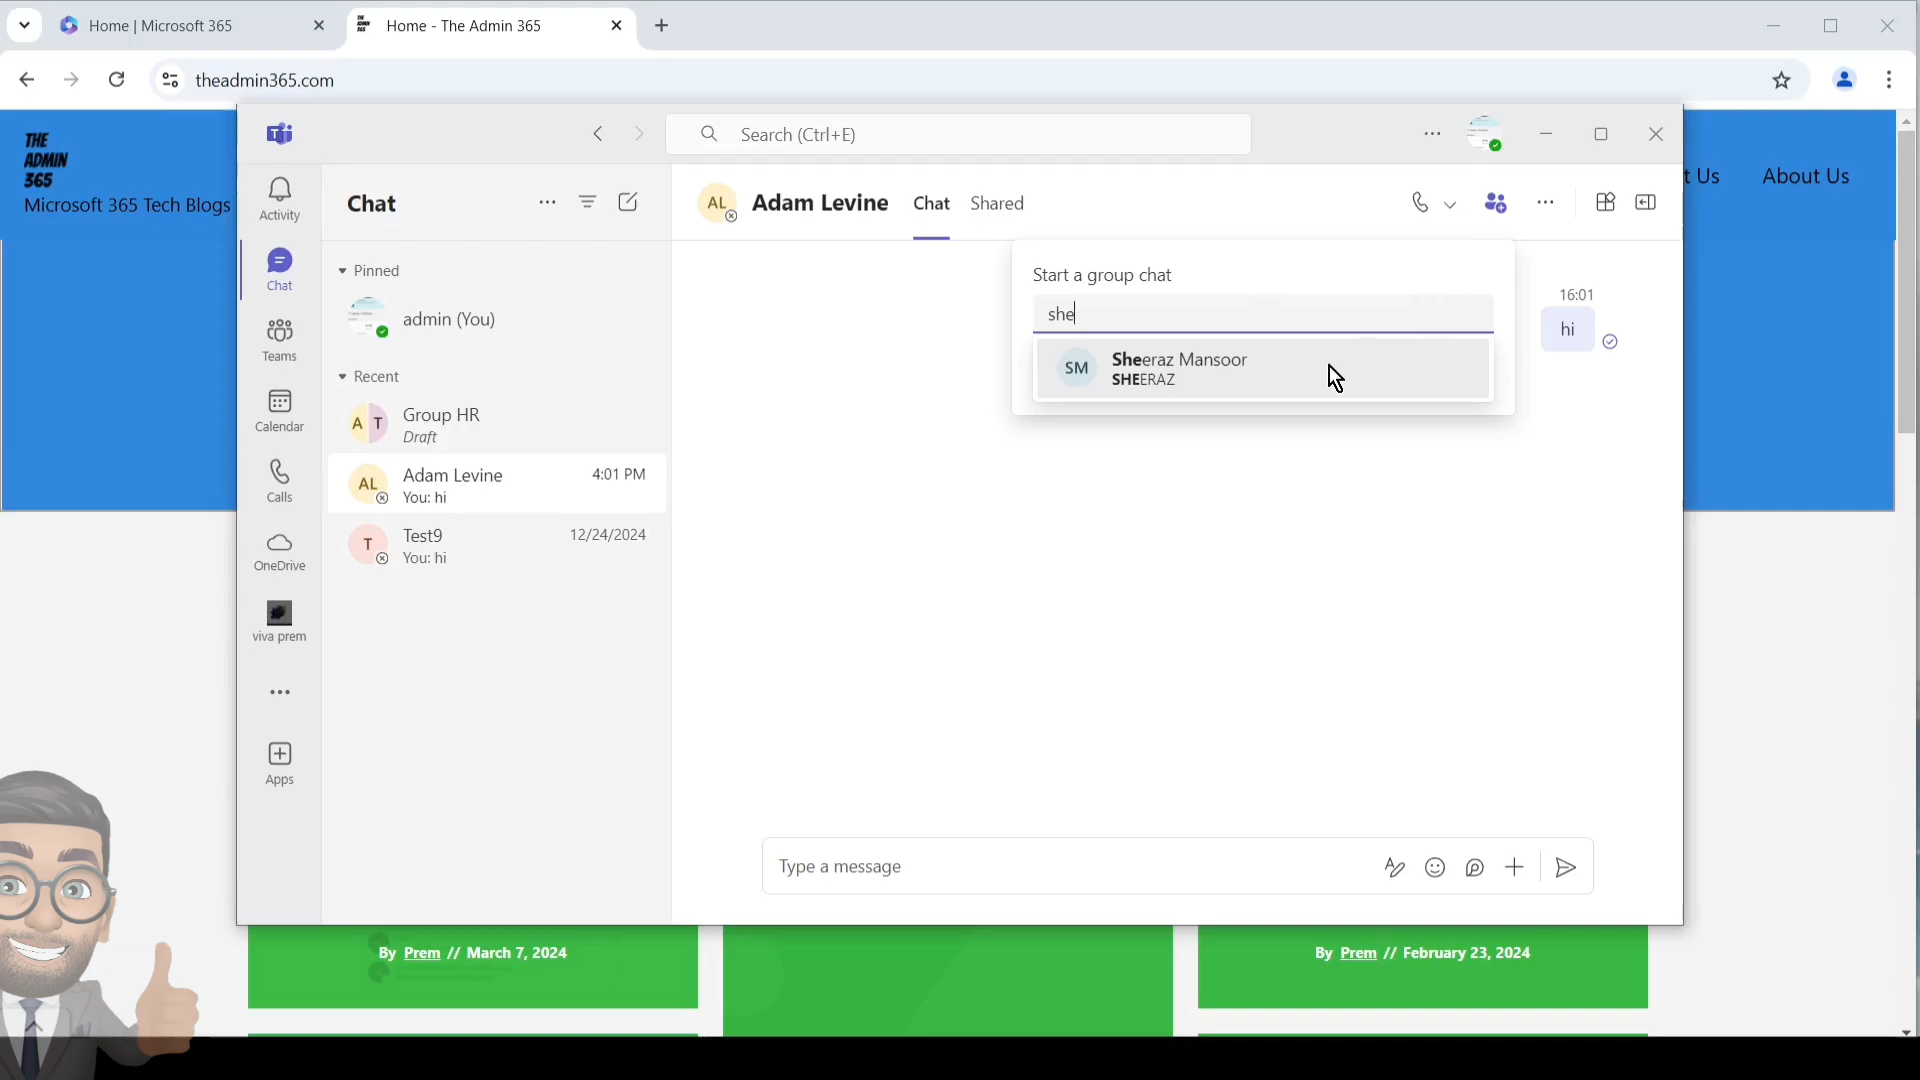 Home | Microsoft 365
Home - The Admin 365
theadmin365.com
THE
ADMIN
365
Microsoft 365 Tech Blogs
t Us
About Us
Search (Ctrl+E)
Activity
Chat
Teams
Calendar
Calls
OneDrive
viva prem
Apps
Chat
Pinned
admin (You)
Recent
A T
Group HR
Draft
AL
Adam Levine
4:01 PM
You: hi
T
Test9
12/24/2024
You: hi
AL
Adam Levine
Chat
Shared
Start a group chat
she
SM
Sheeraz Mansoor
SHEERAZ
16:01
hi
Type a message
By Prem // March 7, 2024
By Prem // February 23, 2024